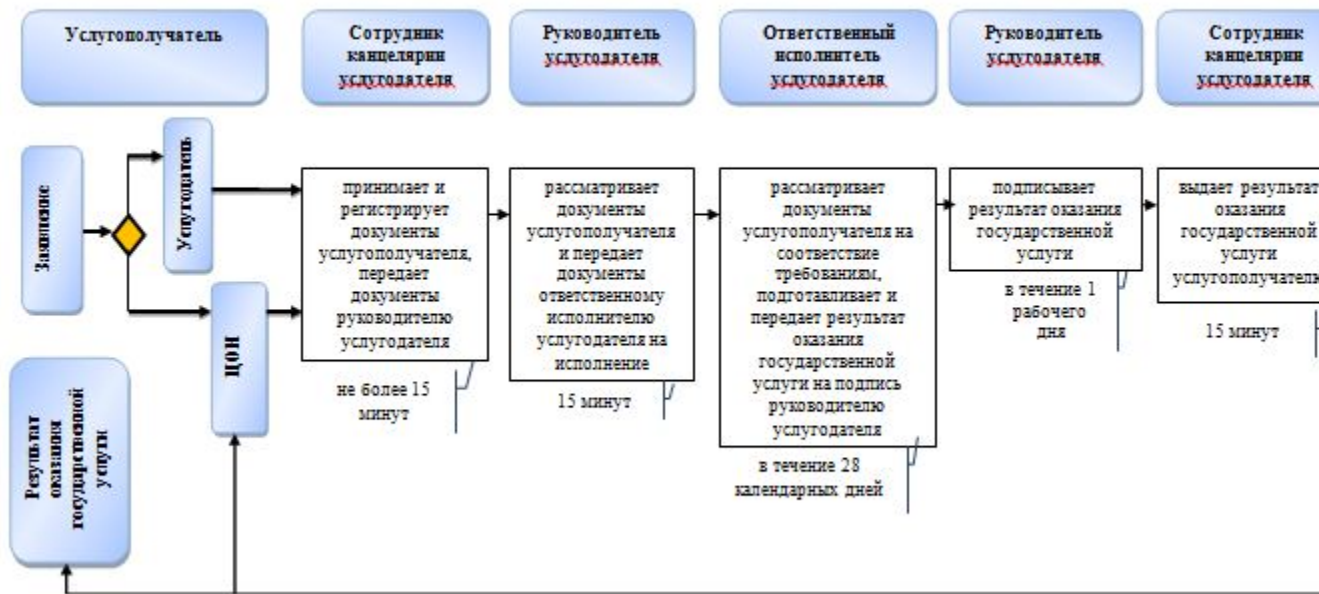 Услугополучатель
Сотрудник
канцелярии
услугодателя
Руководитель
услугодателя
Ответственный
исполнитель
услугодателя
Руководитель
услугодателя
Сотрудник
канцелярии
услугодателя
Заявление
Услугодатель
ЦОН
Результат
оказания
государственной
услуги
принимает и
регистрирует
документы
услугополучателя,
передает
документы
руководителю
услугодателя
не более 15
минут
рассматривает
документы
услугополучателя
и передает
документы
ответственному
исполнителю
услугодателя на
исполнение
15 минут
рассматривает
документы
услугополучателя на
соответствие
требованиям,
подготавливает и
передает результат
оказания
государственной
услуги на подпись
руководителю
услугодателя
в течение 28
календарных дней
подписывает
результат оказания
государственной
услуги
в течение 1
рабочего
дня
выдает результат
оказания
государственной
услуги
услугополучателю
15 минут